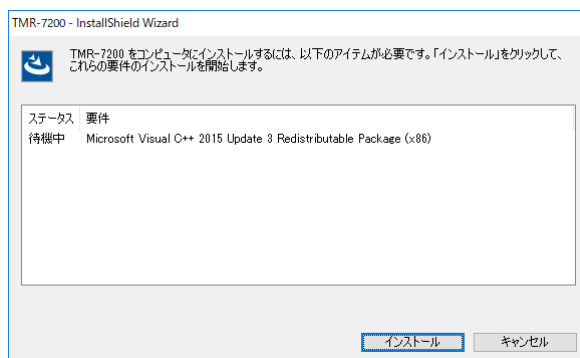 TMR-7200 - InstallShield Wizard
TMR-7200 をコンピュータにインストールするには、以下のアイテムが必要です。「インストール」をクリックして、
これらの要件のインストールを開始します。
ステータス 要件
待機中 Microsoft Visual C++ 2015 Update 3 Redistributable Package (x86)
インストール キャンセル